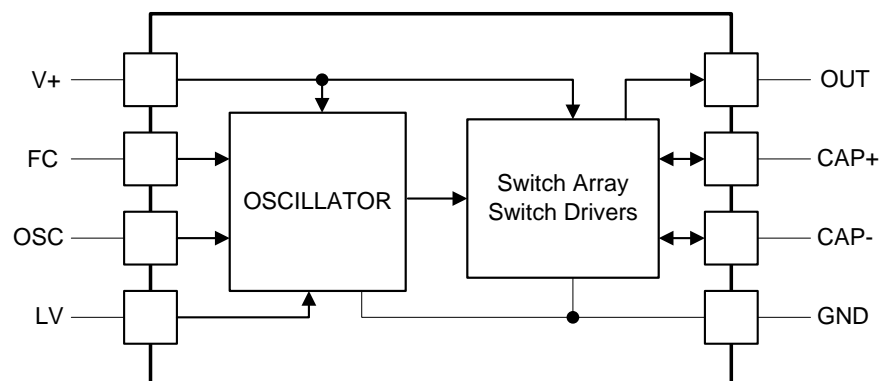 V+
FC
OSC
LV
OSCILLATOR
Switch Array
Switch Drivers
OUT
CAP+
CAP-
GND